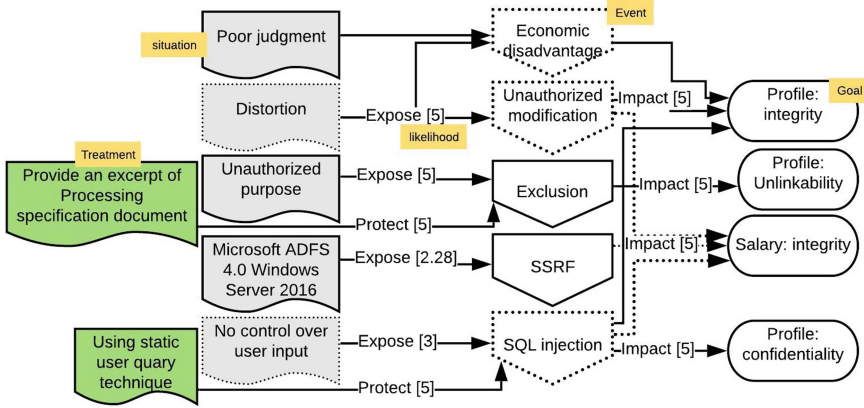 situation
Poor judgment
Economic
disadvantage
Event
Distortion
Expose [5]
likelihood
Unauthorized
modification
Impact [5]
Profile:
integrity
Goal
Treatment
Provide an excerpt of
Processing
specification document
Unauthorized
purpose
Expose [5]
Exclusion
Impact [5]
Profile:
Unlinkability
Protect [5]
Microsoft ADFS
4.0 Windows
Server 2016
Expose [2.28]
SSRF
Impact [5]
Salary: integrity
Using static
user quary
technique
No control over
user input
Expose [3]
SQL injection
Impact [5]
Profile:
confidentiality
Protect [5]